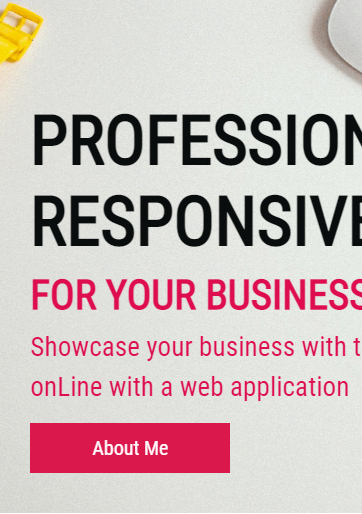 PROFESSION
RESPONSIVE
FOR YOUR BUSINESS
Showcase your business with t
onLine with a web application
About Me